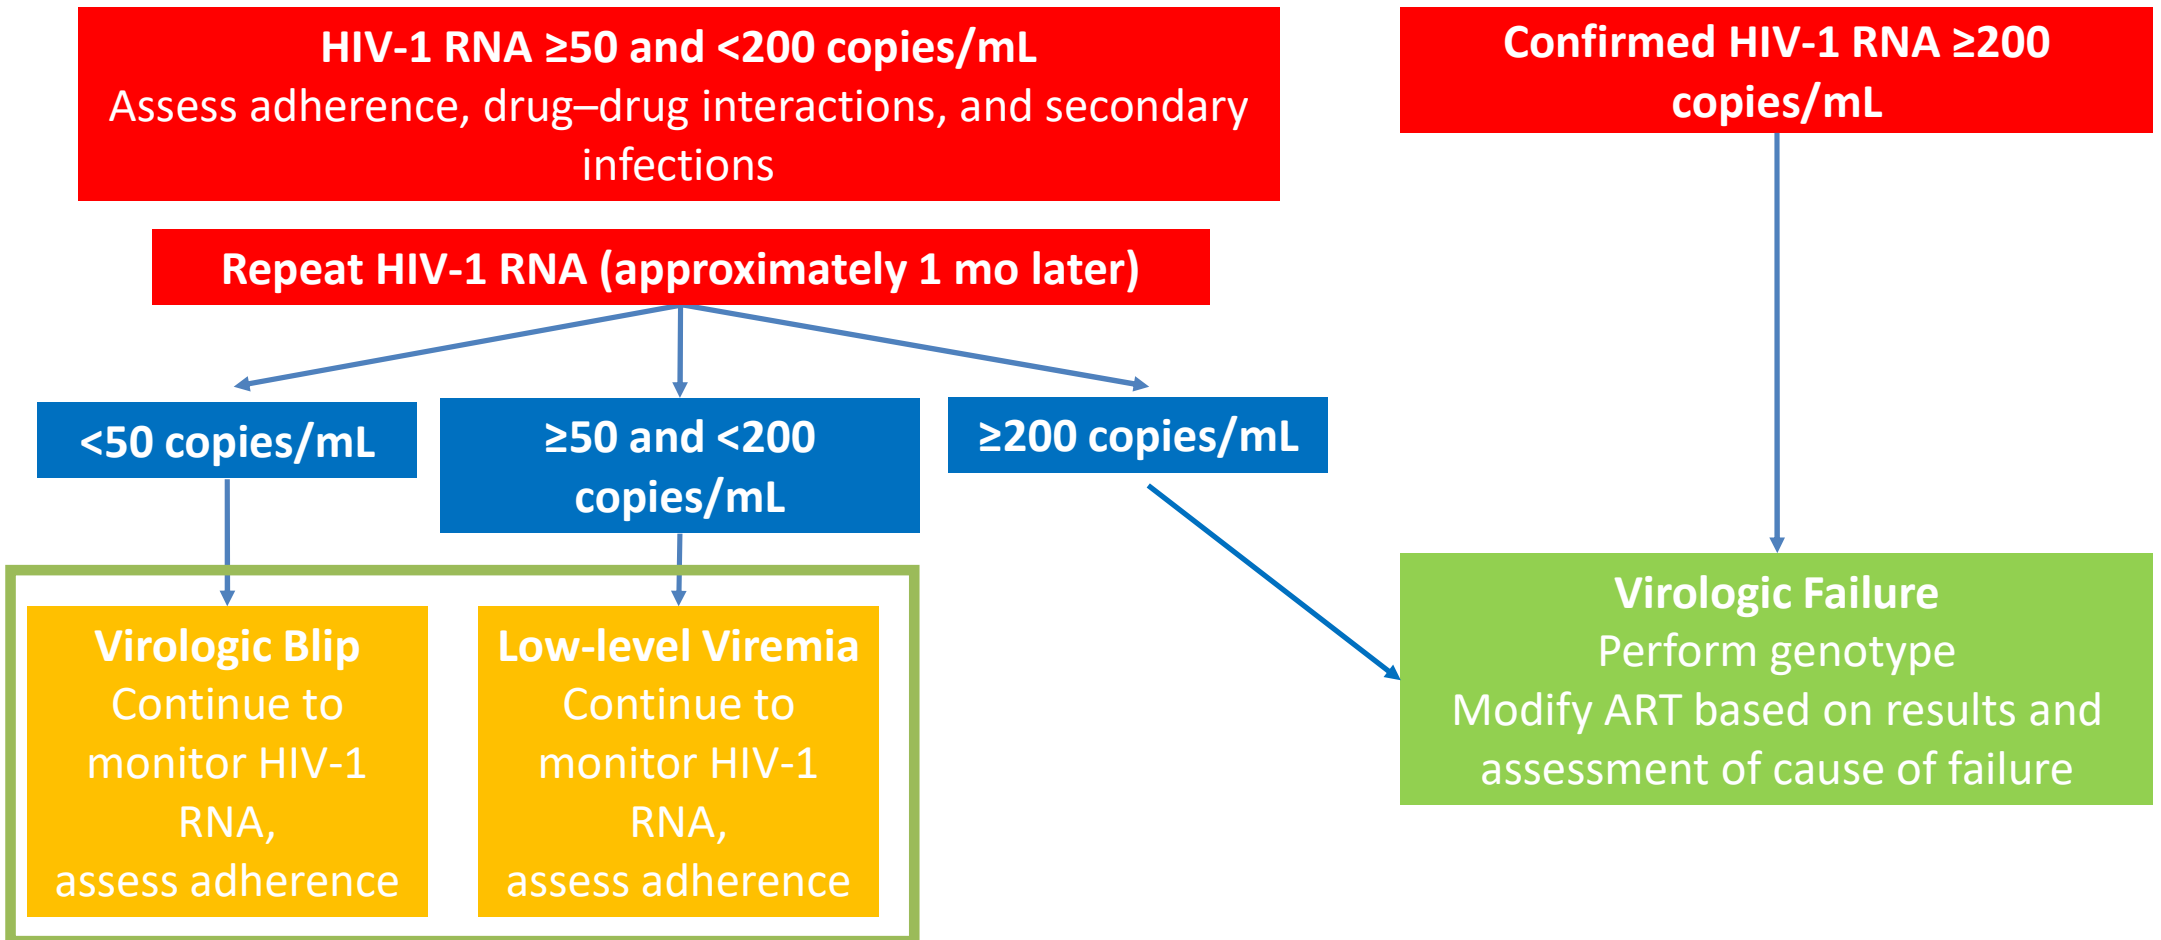 HIV-1 RNA ≥50 and <200 copies/mL
Assess adherence, drug–drug interactions, and secondary
infections
Confirmed HIV-1 RNA ≥200
copies/mL
Repeat HIV-1 RNA (approximately 1 mo later)
<50 copies/mL
≥50 and <200
copies/mL
≥200 copies/mL
Virologic Blip
Continue to
monitor HIV-1
RNA,
assess adherence
Low-level Viremia
Continue to
monitor HIV-1
RNA,
assess adherence
Virologic Failure
Perform genotype
Modify ART based on results and
assessment of cause of failure